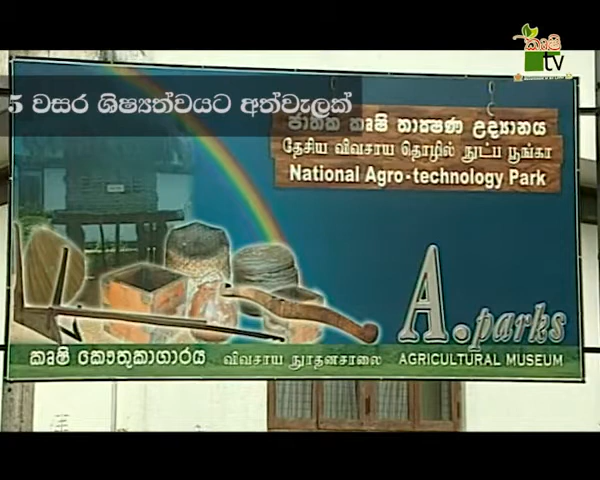 කෘෂි
tv
5 වසර ශිෂ්‍යත්වයට අත්වැලක්
ජාතික කෘෂි තාක්ෂණ උද්‍යානය
தேசிய விவசாய தொழில் நுட்ப பூங்கா
National Agro-technology Park
A.parks
කෘෂි කෞතුකාගාරය விவசாய நூதனசாலை AGRICULTURAL MUSEUM